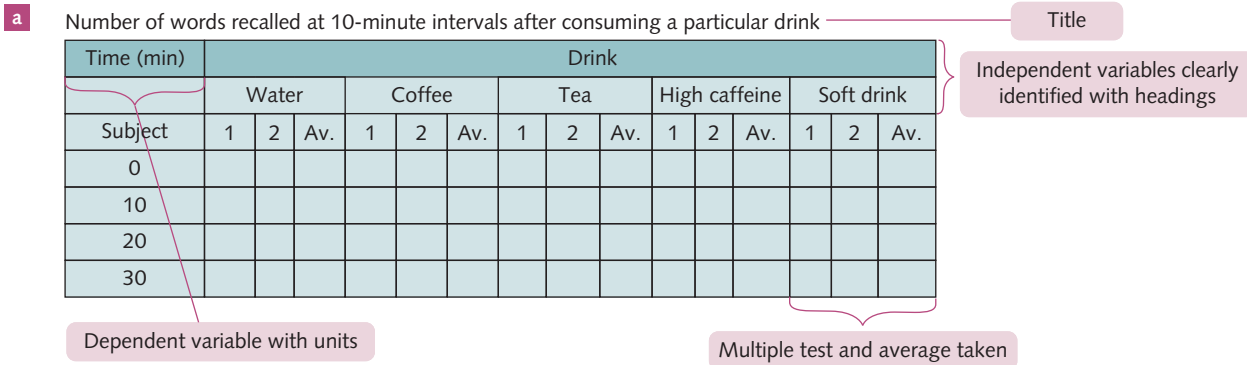 a
Number of words recalled at 10-minute intervals after consuming a particular drink
Title
Time (min) Drink
Independent variables clearly
identified with headings
Water Coffee Tea High caffeine Soft drink
Subject 1 2 Av. 1 2 Av. 1 2 Av. 1 2 Av. 1 2 Av.
0
10
20
30
Dependent variable with units
Multiple test and average taken